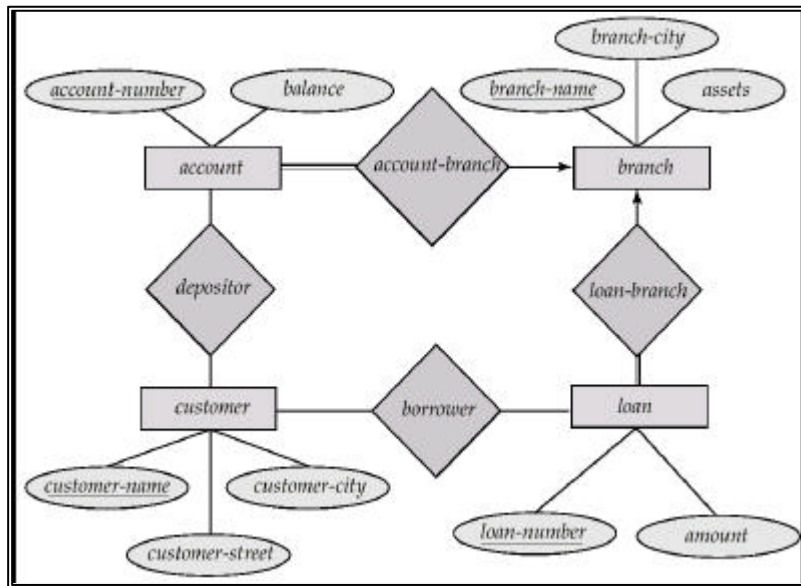 branch-city
account-number
balance
branch-name
assets
account
account-branch
branch
depositor
loan-branch
customer
borrower
loan
customer-name
customer-city
loan-number
amount
customer-street